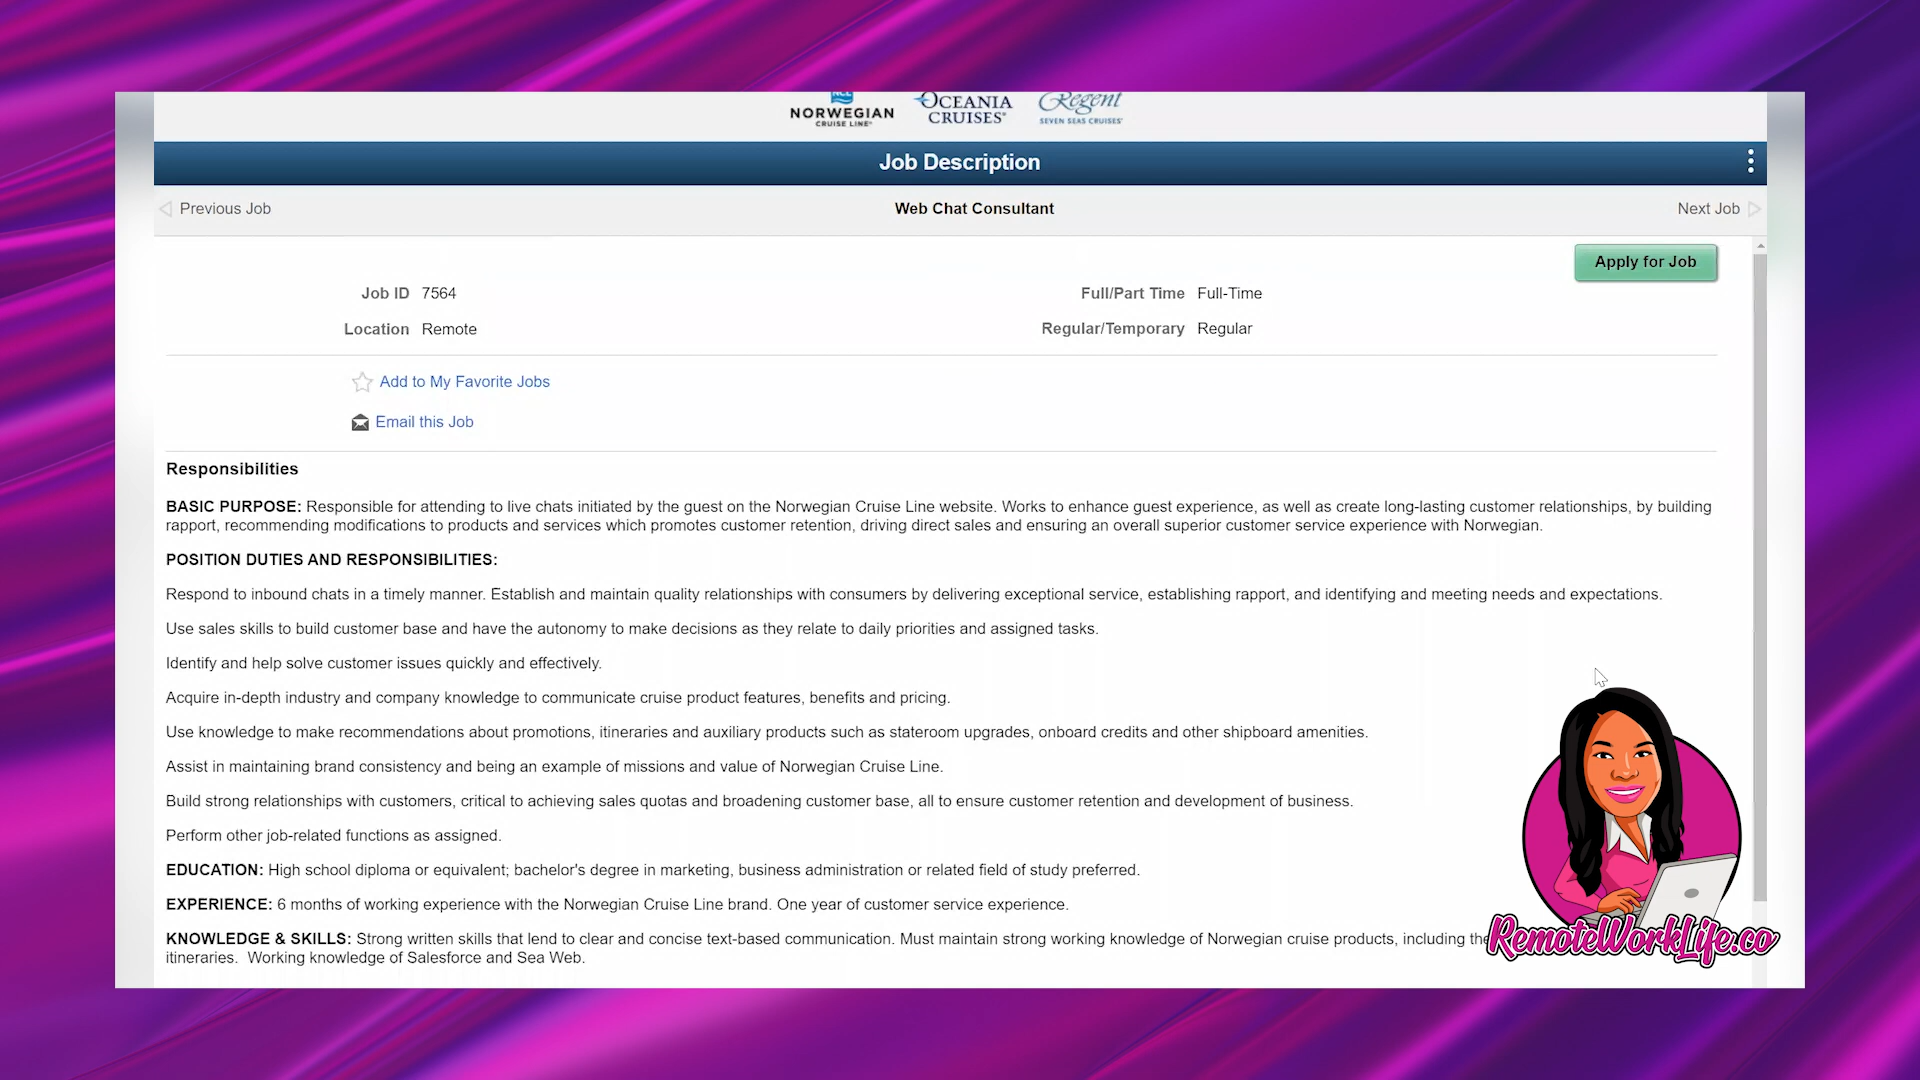 NCL
NORWEGIAN
CRUISE LINE®
OCEANIA
CRUISES®
Regent
SEVEN SEAS CRUISES®
Job Description
Previous Job
Web Chat Consultant
Next Job
Apply for Job
Job ID 7564
Full/Part Time Full-Time
Location Remote
Regular/Temporary Regular
Add to My Favorite Jobs
Email this Job
Responsibilities
BASIC PURPOSE: Responsible for attending to live chats initiated by the guest on the Norwegian Cruise Line website. Works to enhance guest experience, as well as create long-lasting customer relationships, by building
rapport, recommending modifications to products and services which promotes customer retention, driving direct sales and ensuring an overall superior customer service experience with Norwegian.
POSITION DUTIES AND RESPONSIBILITIES:
Respond to inbound chats in a timely manner. Establish and maintain quality relationships with consumers by delivering exceptional service, establishing rapport, and identifying and meeting needs and expectations.
Use sales skills to build customer base and have the autonomy to make decisions as they relate to daily priorities and assigned tasks.
Identify and help solve customer issues quickly and effectively.
Acquire in-depth industry and company knowledge to communicate cruise product features, benefits and pricing.
Use knowledge to make recommendations about promotions, itineraries and auxiliary products such as stateroom upgrades, onboard credits and other shipboard amenities.
Assist in maintaining brand consistency and being an example of missions and value of Norwegian Cruise Line.
Build strong relationships with customers, critical to achieving sales quotas and broadening customer base, all to ensure customer retention and development of business.
Perform other job-related functions as assigned.
EDUCATION: High school diploma or equivalent; bachelor's degree in marketing, business administration or related field of study preferred.
EXPERIENCE: 6 months of working experience with the Norwegian Cruise Line brand. One year of customer service experience.
KNOWLEDGE & SKILLS: Strong written skills that lend to clear and concise text-based communication. Must maintain strong working knowledge of Norwegian cruise products, including the
itineraries. Working knowledge of Salesforce and Sea Web.
RemoteWorkLife.co